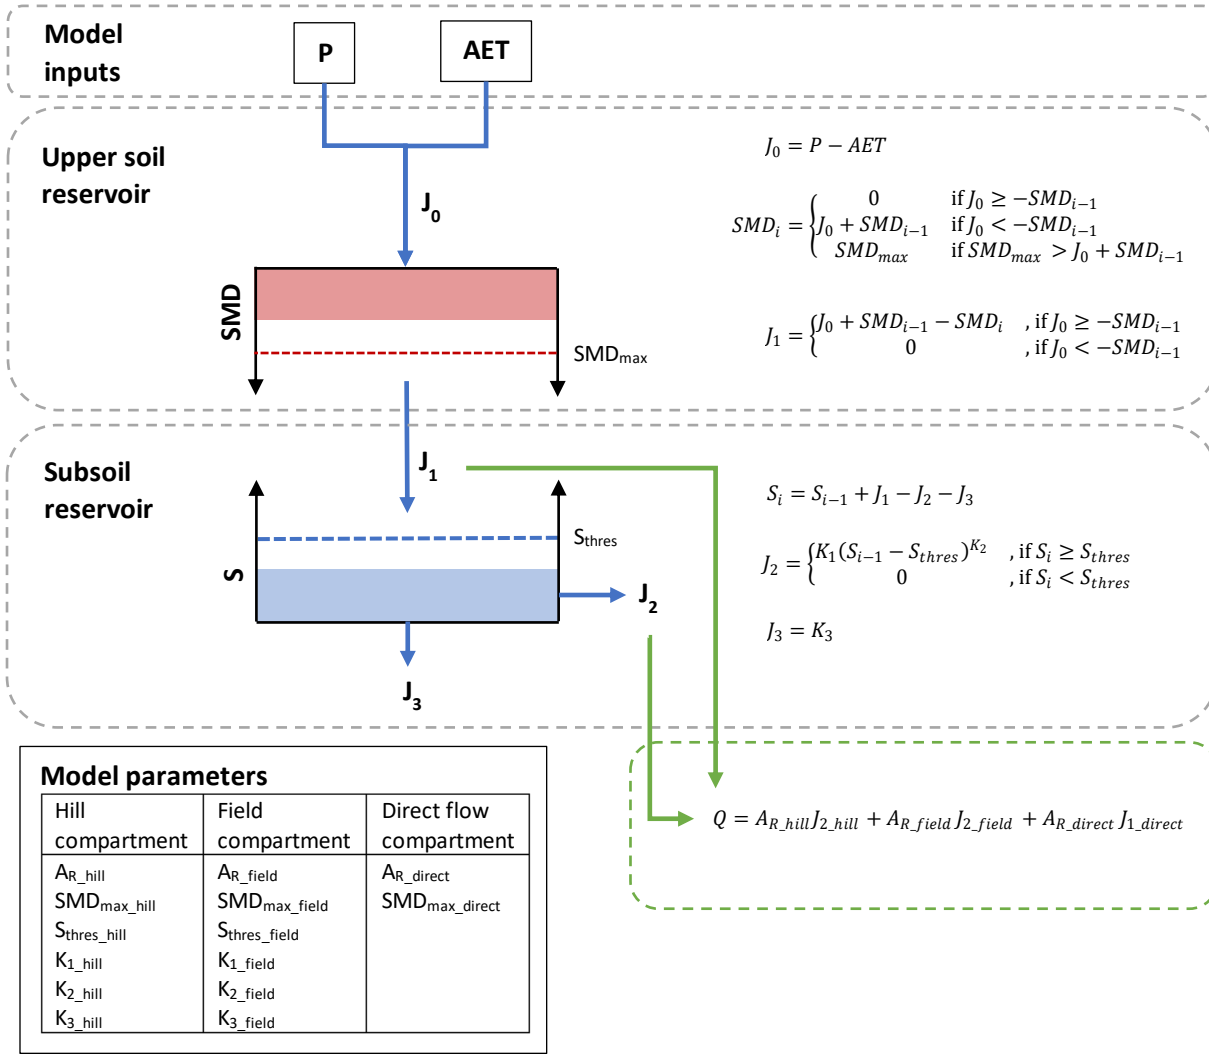 Model
inputs
P
AET
Upper soil
reservoir
J₀
SMD
SMDmax
J₀ = P − AET
SMDᵢ = { 0 if J₀ ≥ −SMDᵢ₋₁
J₀ + SMDᵢ₋₁ if J₀ < −SMDᵢ₋₁
SMDmax if SMDmax > J₀ + SMDᵢ₋₁
J₁ = { J₀ + SMDᵢ₋₁ − SMDᵢ , if J₀ ≥ −SMDᵢ₋₁
0 , if J₀ < −SMDᵢ₋₁
Subsoil
reservoir
J₁
S
Sthres
J₂
J₃
Sᵢ = Sᵢ₋₁ + J₁ − J₂ − J₃
J₂ = { K₁(Sᵢ₋₁ − Sthres)^K₂ , if Sᵢ ≥ Sthres
0 , if Sᵢ < Sthres
J₃ = K₃
Model parameters
Hill compartment
Field compartment
Direct flow compartment
AR_hill AR_field AR_direct
SMDmax_hill SMDmax_field SMDmax_direct
Sthres_hill Sthres_field
K1_hill K1_field
K2_hill K2_field
K3_hill K3_field
Q = AR_hill J2_hill + AR_field J2_field + AR_direct J1_direct